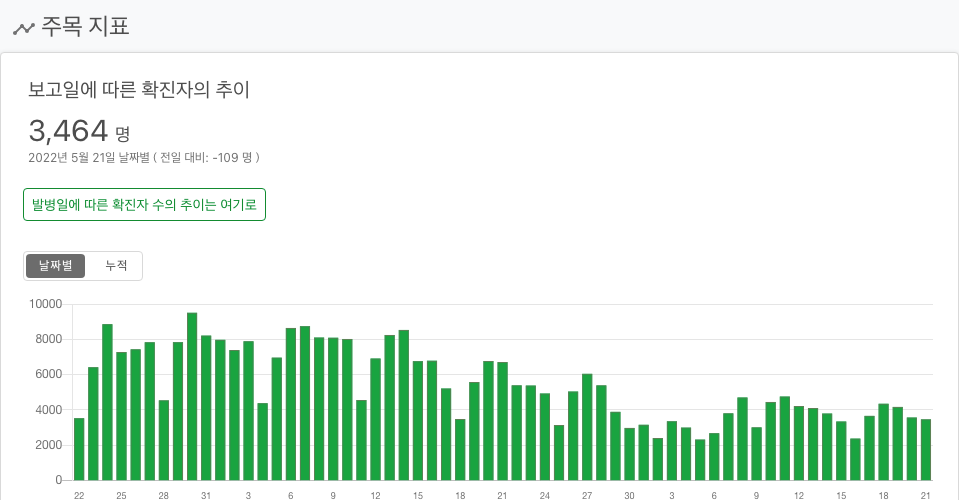 주목 지표
보고일에 따른 확진자의 추이
3,464 명
2022년 5월 21일 날짜별 ( 전일 대비: -109 명 )
발병일에 따른 확진자 수의 추이는 여기로
날짜별 누적
10000
8000
6000
4000
2000
0
22 25 28 31 3 6 9 12 15 18 21 24 27 30 3 6 9 12 15 18 21